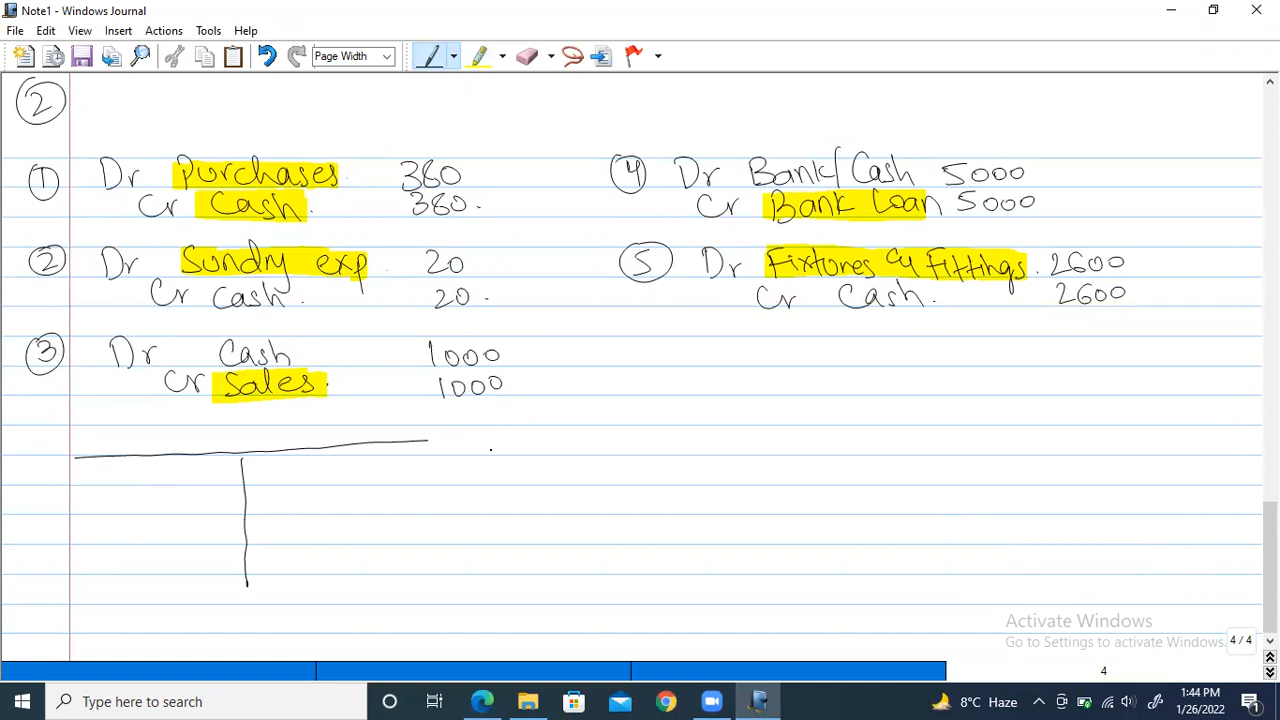 Note1 - Windows Journal
File Edit View Insert Actions Tools Help
Page Width
2
1 Dr Purchases 380
Cr Cash. 380.
2 Dr Sundry exp. 20
Cr Cash. 20.
3 Dr Cash 1000
Cr Sales. 1000
4 Dr Bank/Cash 5000
Cr Bank Loan 5000
5 Dr Fixtures & Fittings. 2600
Cr Cash. 2600
Activate Windows
Go to Settings to activate Windows.
4 / 4
4
Type here to search
8°C Haze
1:44 PM
1/26/2022
1